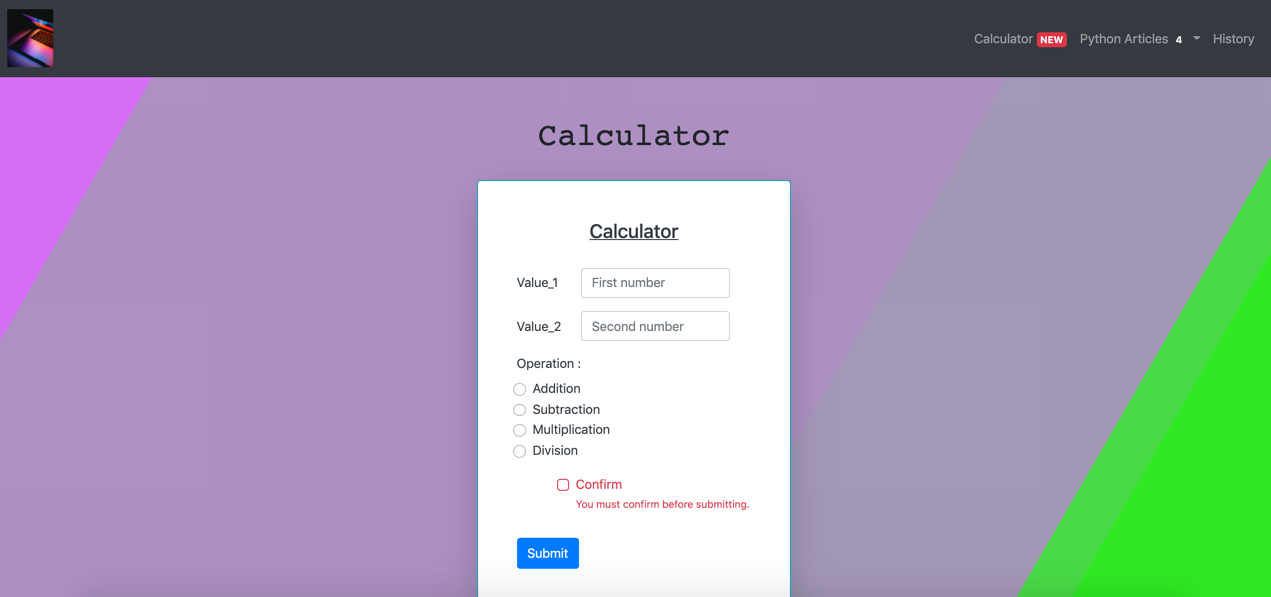 Calculator NEW Python Articles 4 History
Calculator
Calculator
Value_1 First number
Value_2 Second number
Operation :
Addition
Subtraction
Multiplication
Division
Confirm
You must confirm before submitting.
Submit